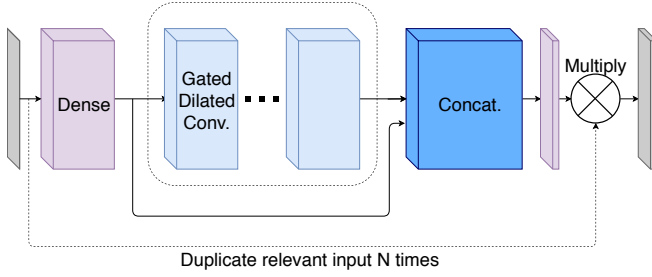 Dense
Gated
Dilated
Conv.
Concat.
Multiply
Duplicate relevant input N times